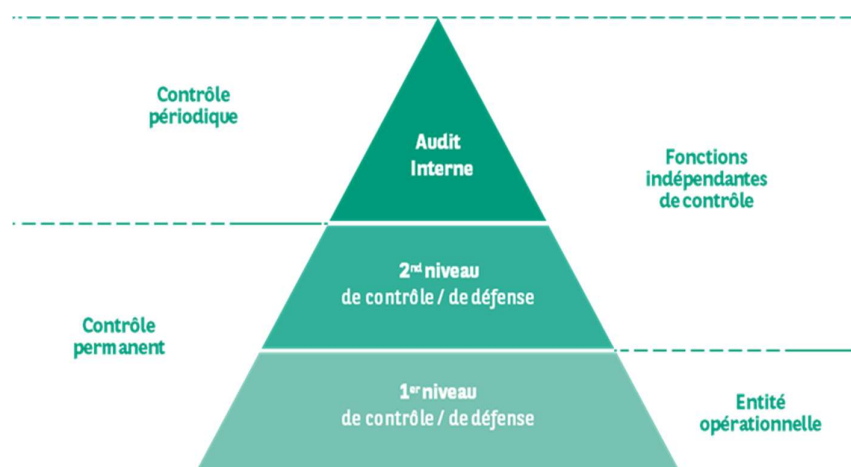 Contrôle
périodique
Audit
Interne
Fonctions
indépendantes
de contrôle
2nd niveau
de contrôle / de défense
Contrôle
permanent
1er niveau
de contrôle / de défense
Entité
opérationnelle